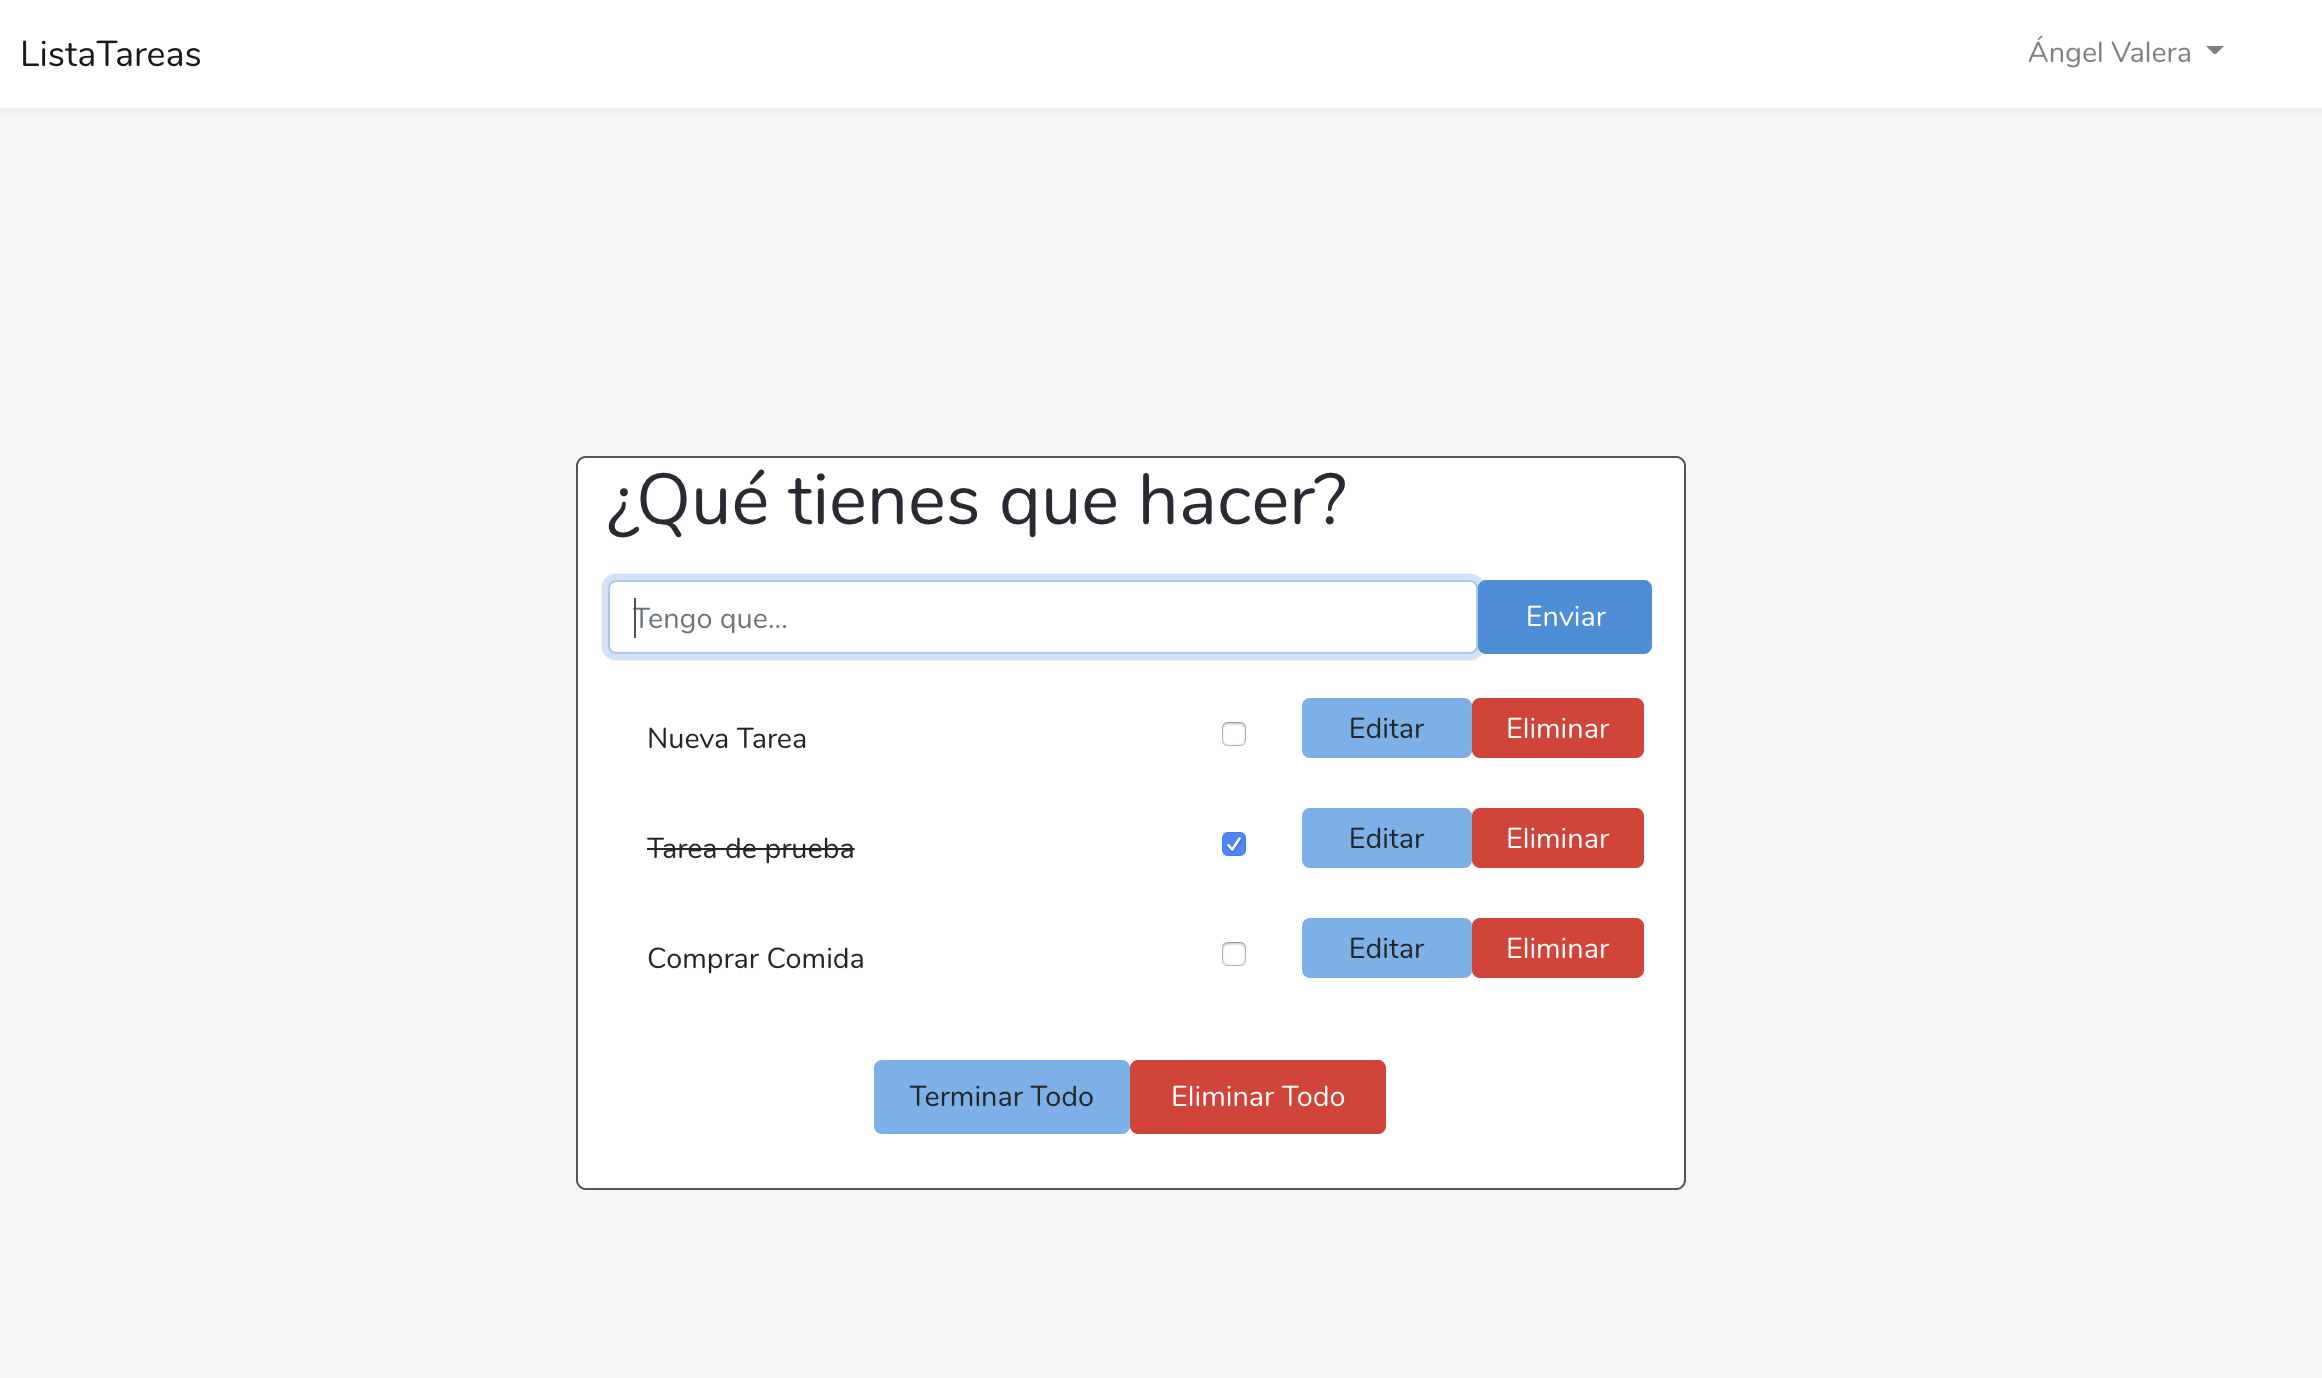 ListaTareas Ángel Valera
¿Qué tienes que hacer?
Tengo que... Enviar
Nueva Tarea Editar Eliminar
Tarea de prueba Editar Eliminar
Comprar Comida Editar Eliminar
Terminar Todo Eliminar Todo